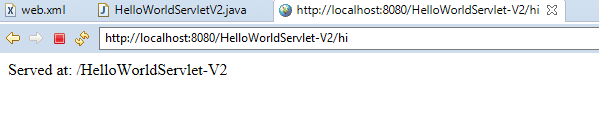 web.xml HelloWorldServletV2.java http://localhost:8080/HelloWorldServlet-V2/hi
http://localhost:8080/HelloWorldServlet-V2/hi
Served at: /HelloWorldServlet-V2